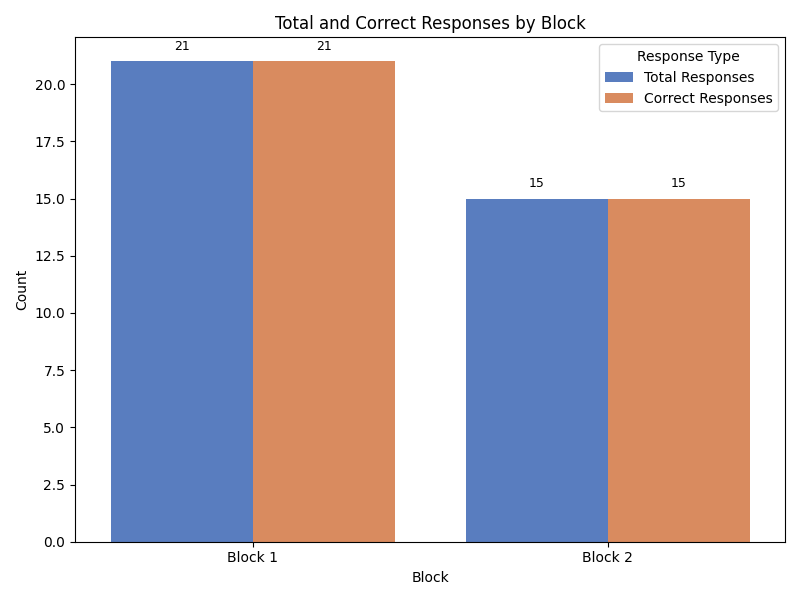 Total and Correct Responses by Block
21
21
15
15
Response Type
Total Responses
Correct Responses
Count
20.0
17.5
15.0
12.5
10.0
7.5
5.0
2.5
0.0
Block 1
Block 2
Block